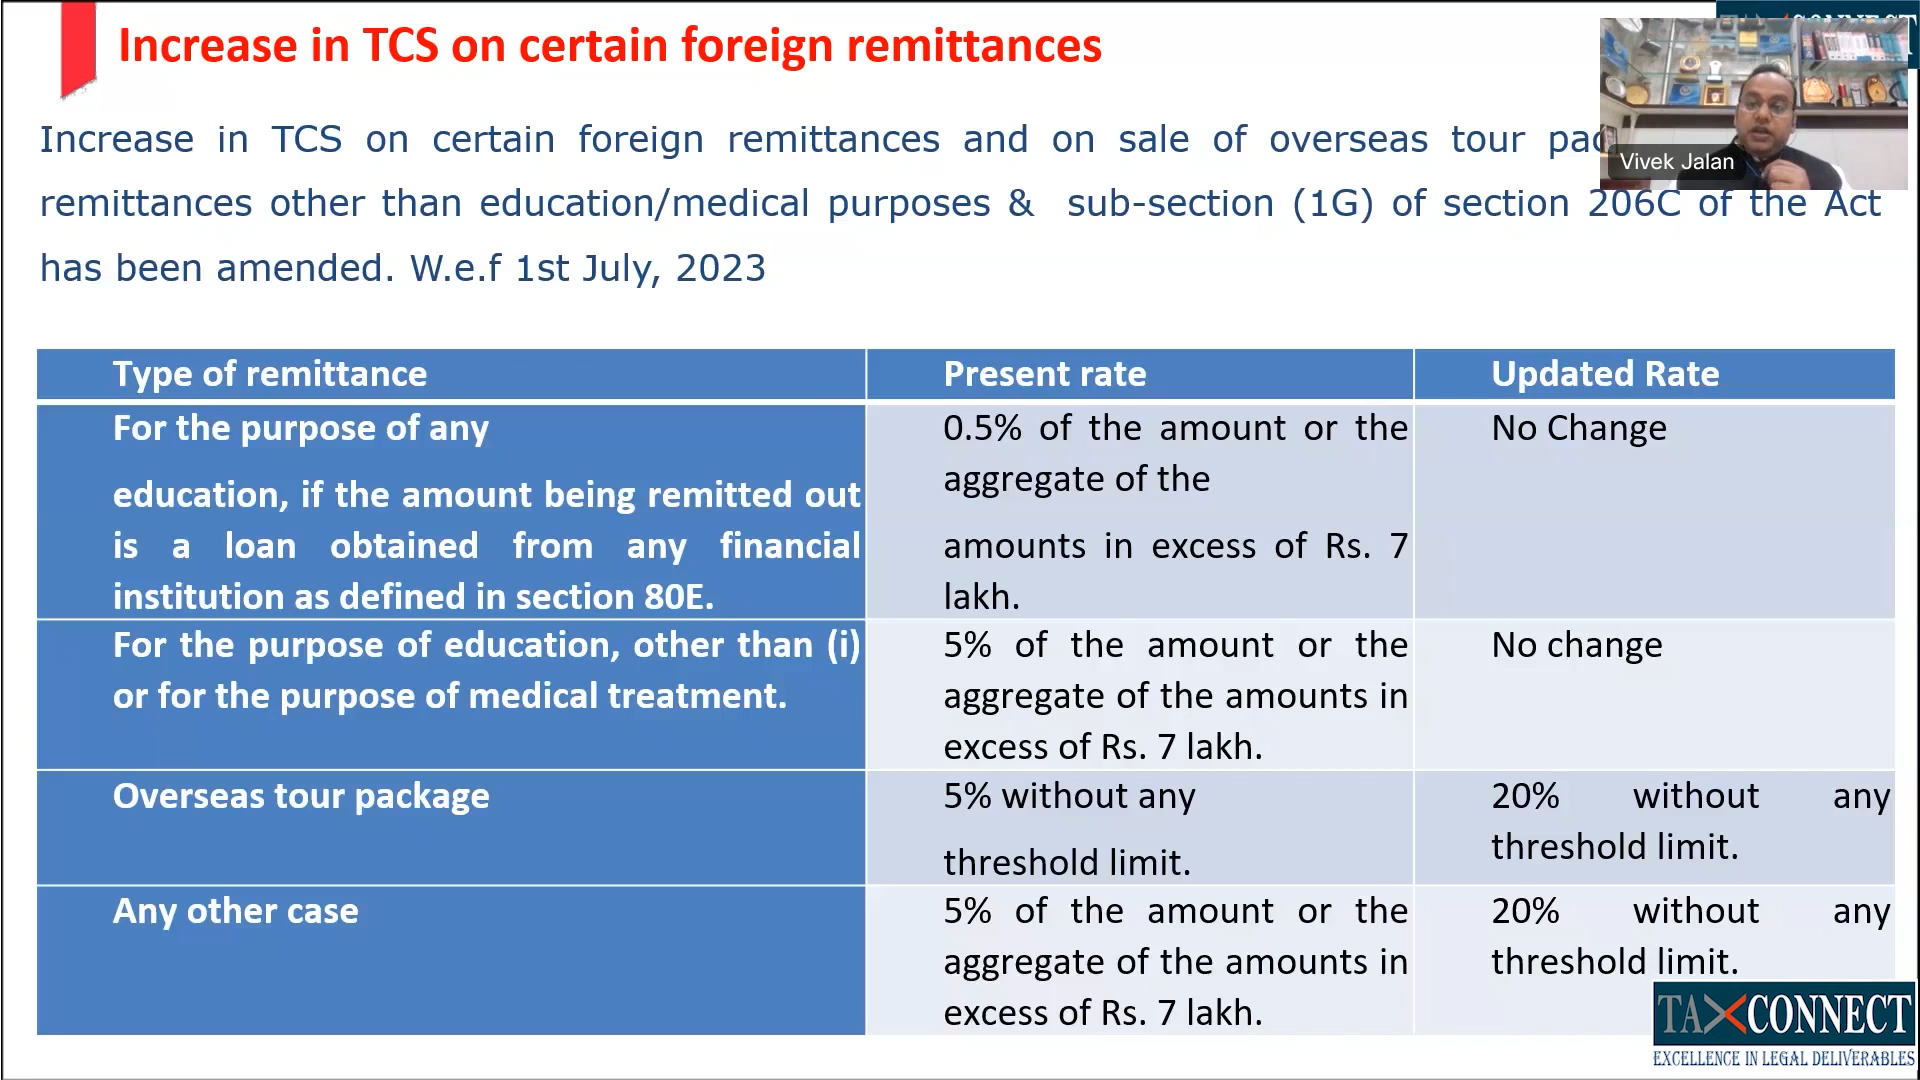 Increase in TCS on certain foreign remittances
Increase in TCS on certain foreign remittances and on sale of overseas tour
remittances other than education/medical purposes & sub-section (1G) of section 206C of the Act
has been amended. W.e.f 1st July, 2023
Vivek Jalan
Type of remittance
Present rate
Updated Rate
For the purpose of any
education, if the amount being remitted out
is a loan obtained from any financial
institution as defined in section 80E.
0.5% of the amount or the
aggregate of the
amounts in excess of Rs. 7
lakh.
No Change
For the purpose of education, other than (i)
or for the purpose of medical treatment.
5% of the amount or the
aggregate of the amounts in
excess of Rs. 7 lakh.
No change
Overseas tour package
5% without any
threshold limit.
20% without any
threshold limit.
Any other case
5% of the amount or the
aggregate of the amounts in
excess of Rs. 7 lakh.
20% without any
threshold limit.
TAXCONNECT
EXCELLENCE IN LEGAL DELIVERABLES